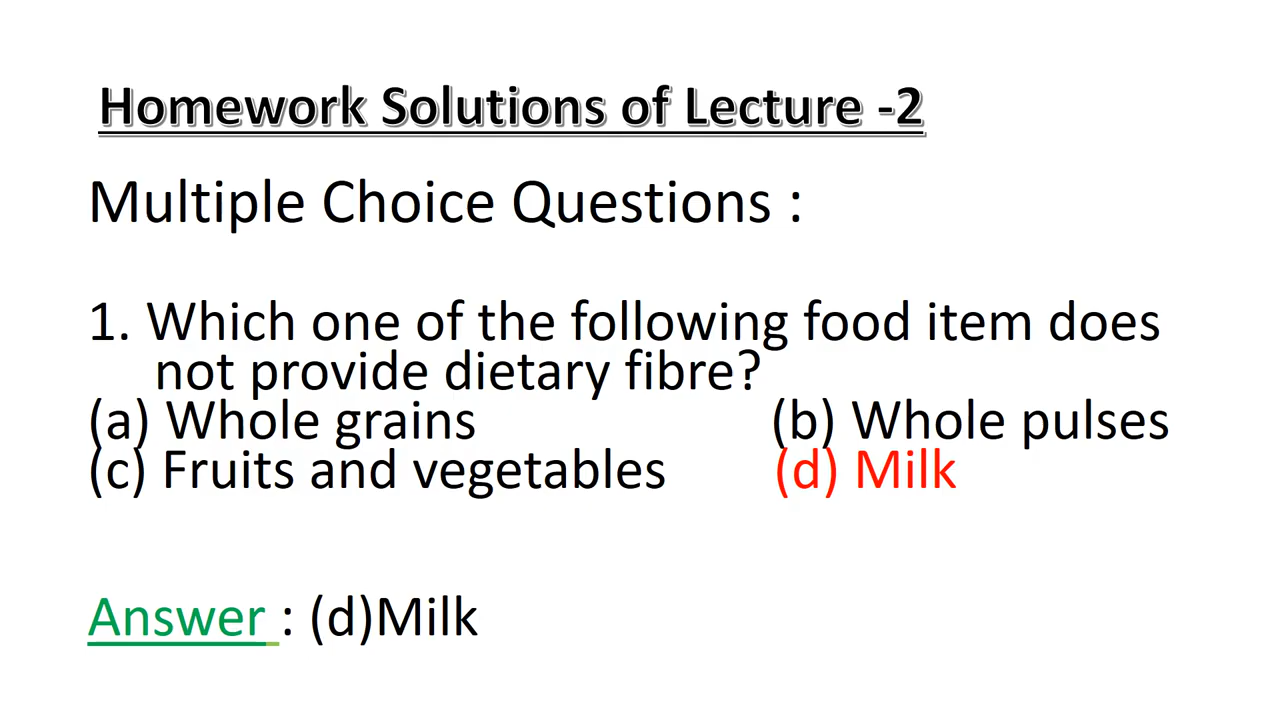 Homework Solutions of Lecture -2
Multiple Choice Questions :
1. Which one of the following food item does
not provide dietary fibre?
(a) Whole grains (b) Whole pulses
(c) Fruits and vegetables (d) Milk
Answer : (d)Milk